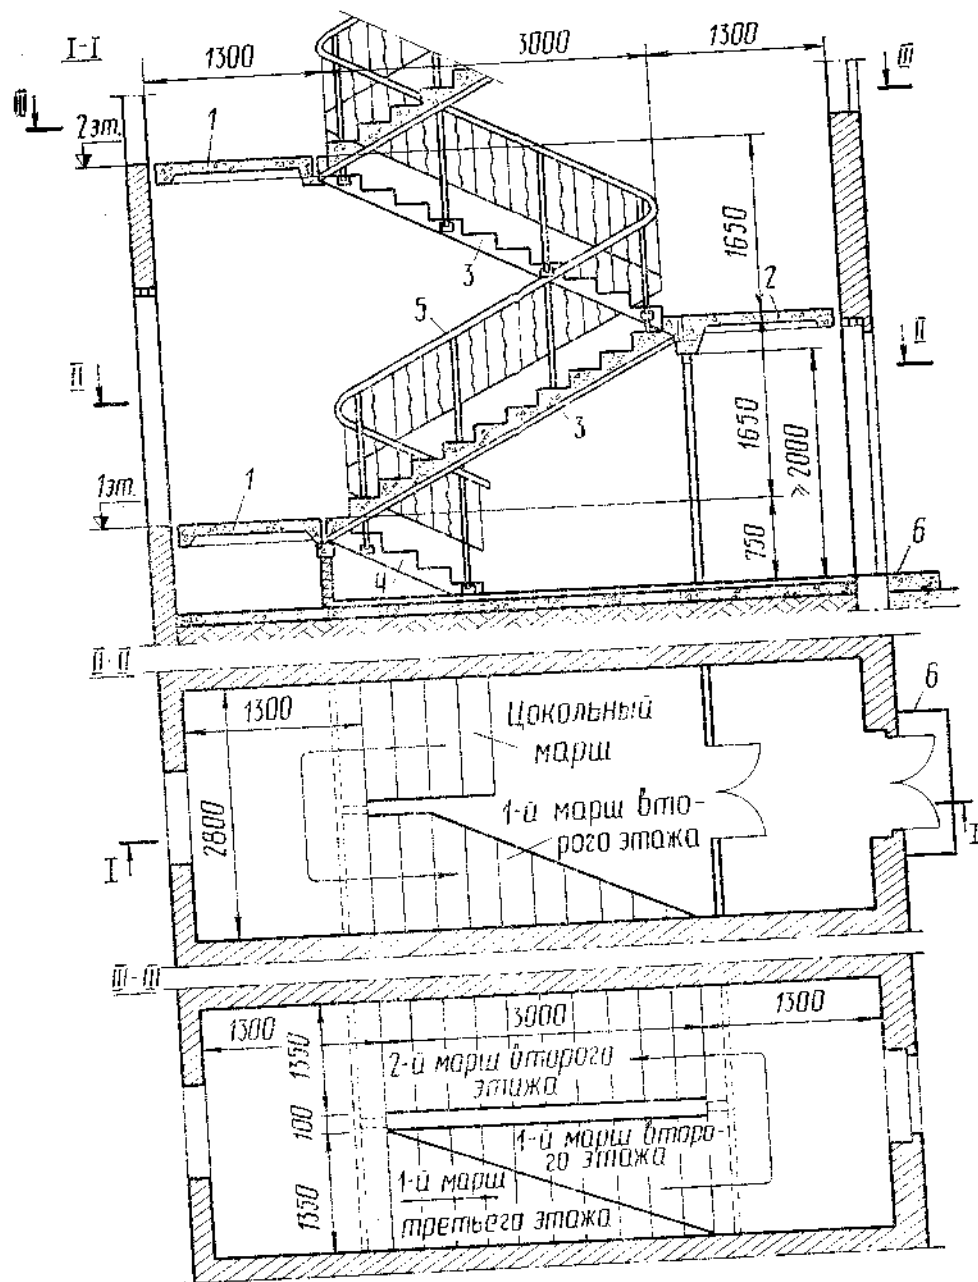 I-I
1300
3000
1300
III
III
2эт.
1
1650
3
2
5
II
II
1650
≥2000
3
1эт.
1
750
6
4
II-II
1300
Цокольный
марш
6
2800
1-й марш вто-
рого этажа
I
I
III-III
1300
3000
1300
1350
2-й марш второго
этажа
100
1-й марш второ-
го этажа
1350
1-й марш
третьего этажа